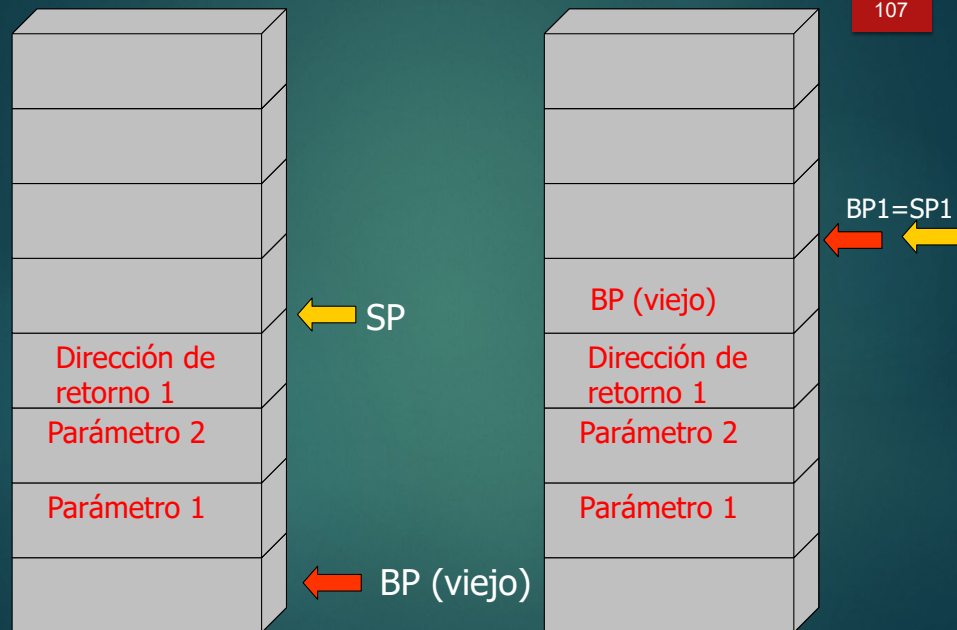 107
SP
Dirección de
retorno 1
Parámetro 2
Parámetro 1
BP (viejo)
BP1=SP1
BP (viejo)
Dirección de
retorno 1
Parámetro 2
Parámetro 1